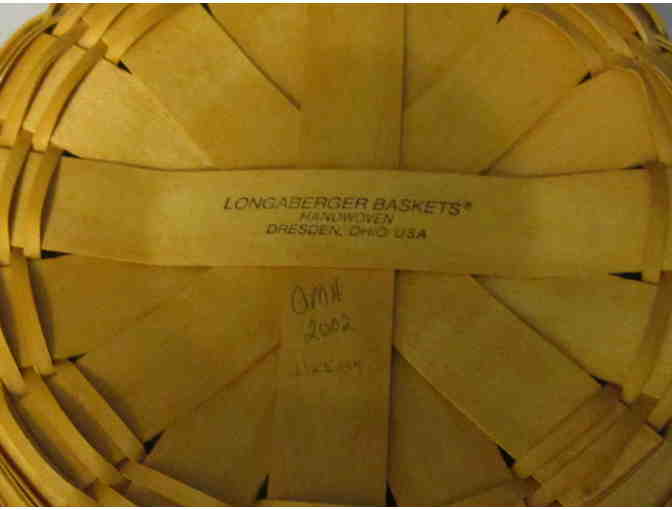 LONGABERGER BASKETS®
HANDWOVEN
DRESDEN, OHIO USA
2002